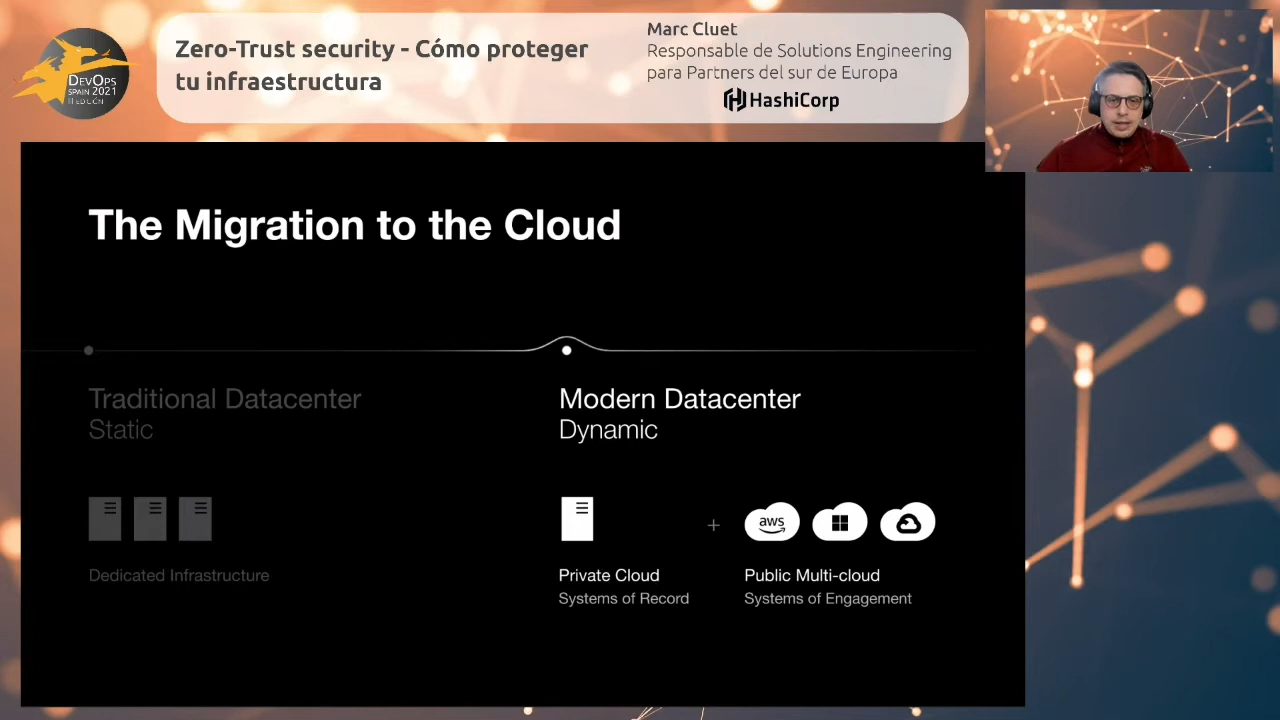 DEVOPS
SPAIN 2021
III EDICIÓN
Zero-Trust security - Cómo proteger
tu infraestructura
Marc Cluet
Responsable de Solutions Engineering
para Partners del sur de Europa
HashiCorp
The Migration to the Cloud
Traditional Datacenter
Static
Dedicated Infrastructure
Modern Datacenter
Dynamic
+
aws
Private Cloud
Systems of Record
Public Multi-cloud
Systems of Engagement